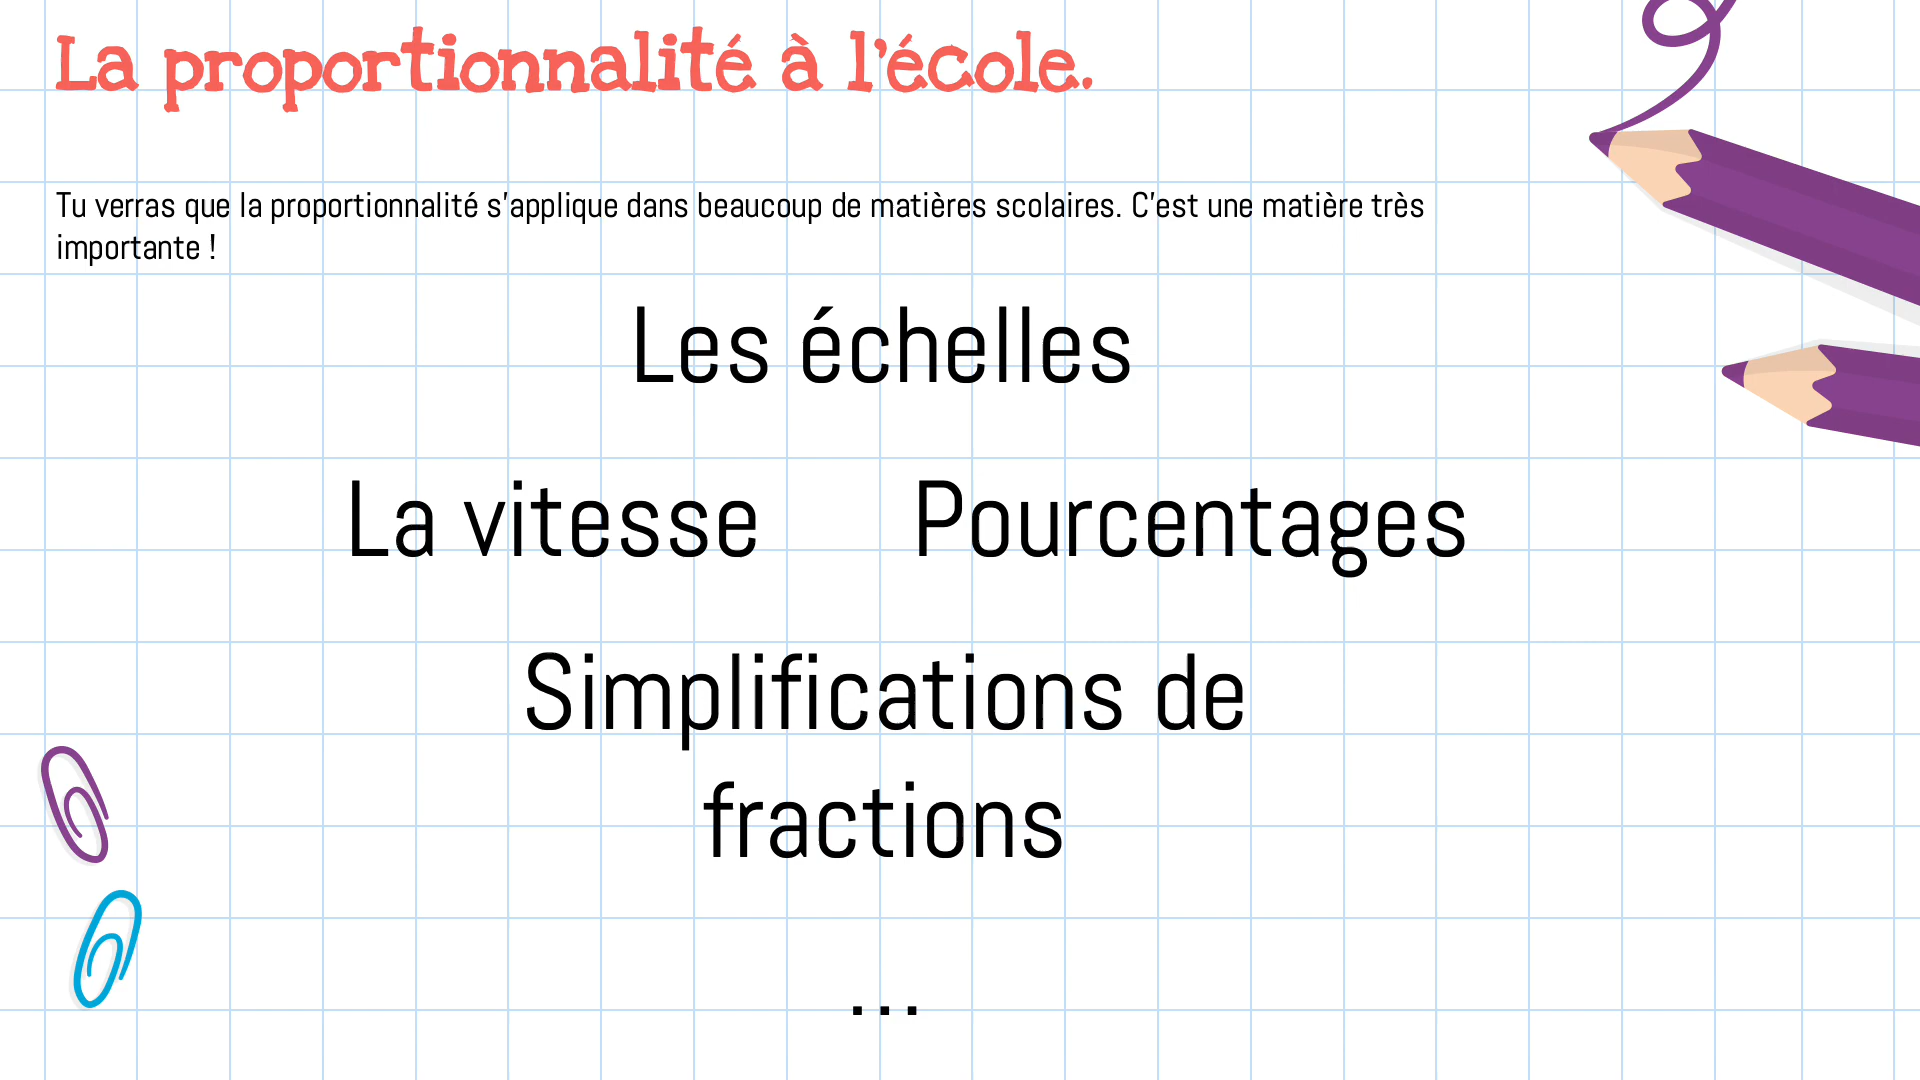 La proportionnalité à l'école.
Tu verras que la proportionnalité s'applique dans beaucoup de matières scolaires. C'est une matière très
importante !
Les échelles
La vitesse Pourcentages
Simplifications de
fractions
...